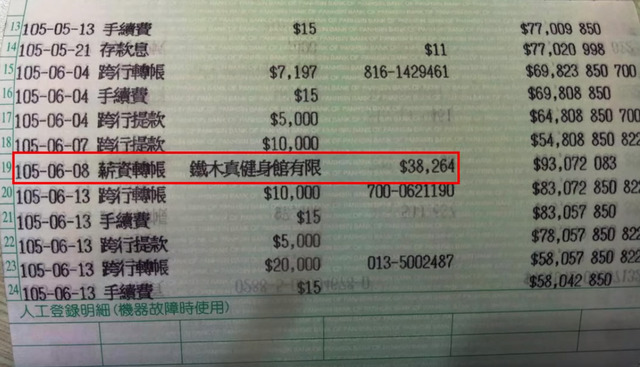 13 105-05-13 手續費 $15 $77,009 850
14 105-05-21 存款息 $11 $77,020 998
15 105-06-04 跨行轉帳 $7,197 816-1429461 $69,823 850 700
16 105-06-04 手續費 $15 $69,808 850
17 105-06-04 跨行提款 $5,000 $64,808 850 700
18 105-06-07 跨行提款 $10,000 $54,808 850 822
19 105-06-08 薪資轉帳 鐵木真健身館有限 $38,264 $93,072 083
20 105-06-13 跨行轉帳 $10,000 700-0621190 $83,072 850 822
21 105-06-13 手續費 $15 $83,057 850
22 105-06-13 跨行提款 $5,000 $78,057 850 822
23 105-06-13 跨行轉帳 $20,000 013-5002487 $58,057 850 822
24 105-06-13 手續費 $15 $58,042 850
人工登錄明細(機器故障時使用)